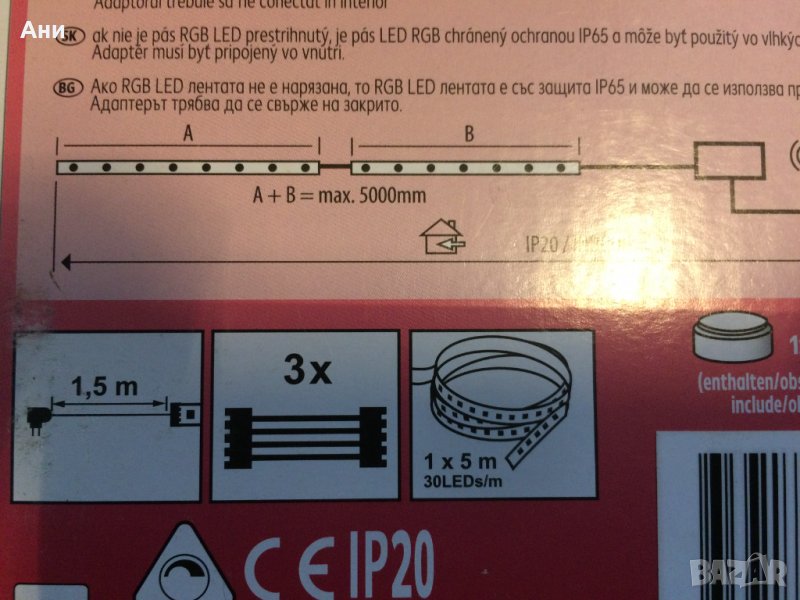 Adaptorul trebuie să fie conectat în interior
Ани
SK ak nie je pás RGB LED prestrihnutý, je pás LED RGB chránený ochranou IP65 a môže byť použitý vo vlhkých
Adaptér musí byť pripojený vo vnútri.
BG Ако RGB LED лентата не е нарязана, то RGB LED лентата е със защита IP65 и може да се използва пр
Адаптерът трябва да се свърже на закрито.
A B
A + B = max. 5000mm
IP20 /
1,5 m
3x
1 x 5 m
30LEDs/m
(enthalten/obs
include/ob
CE IP20
BAZAR